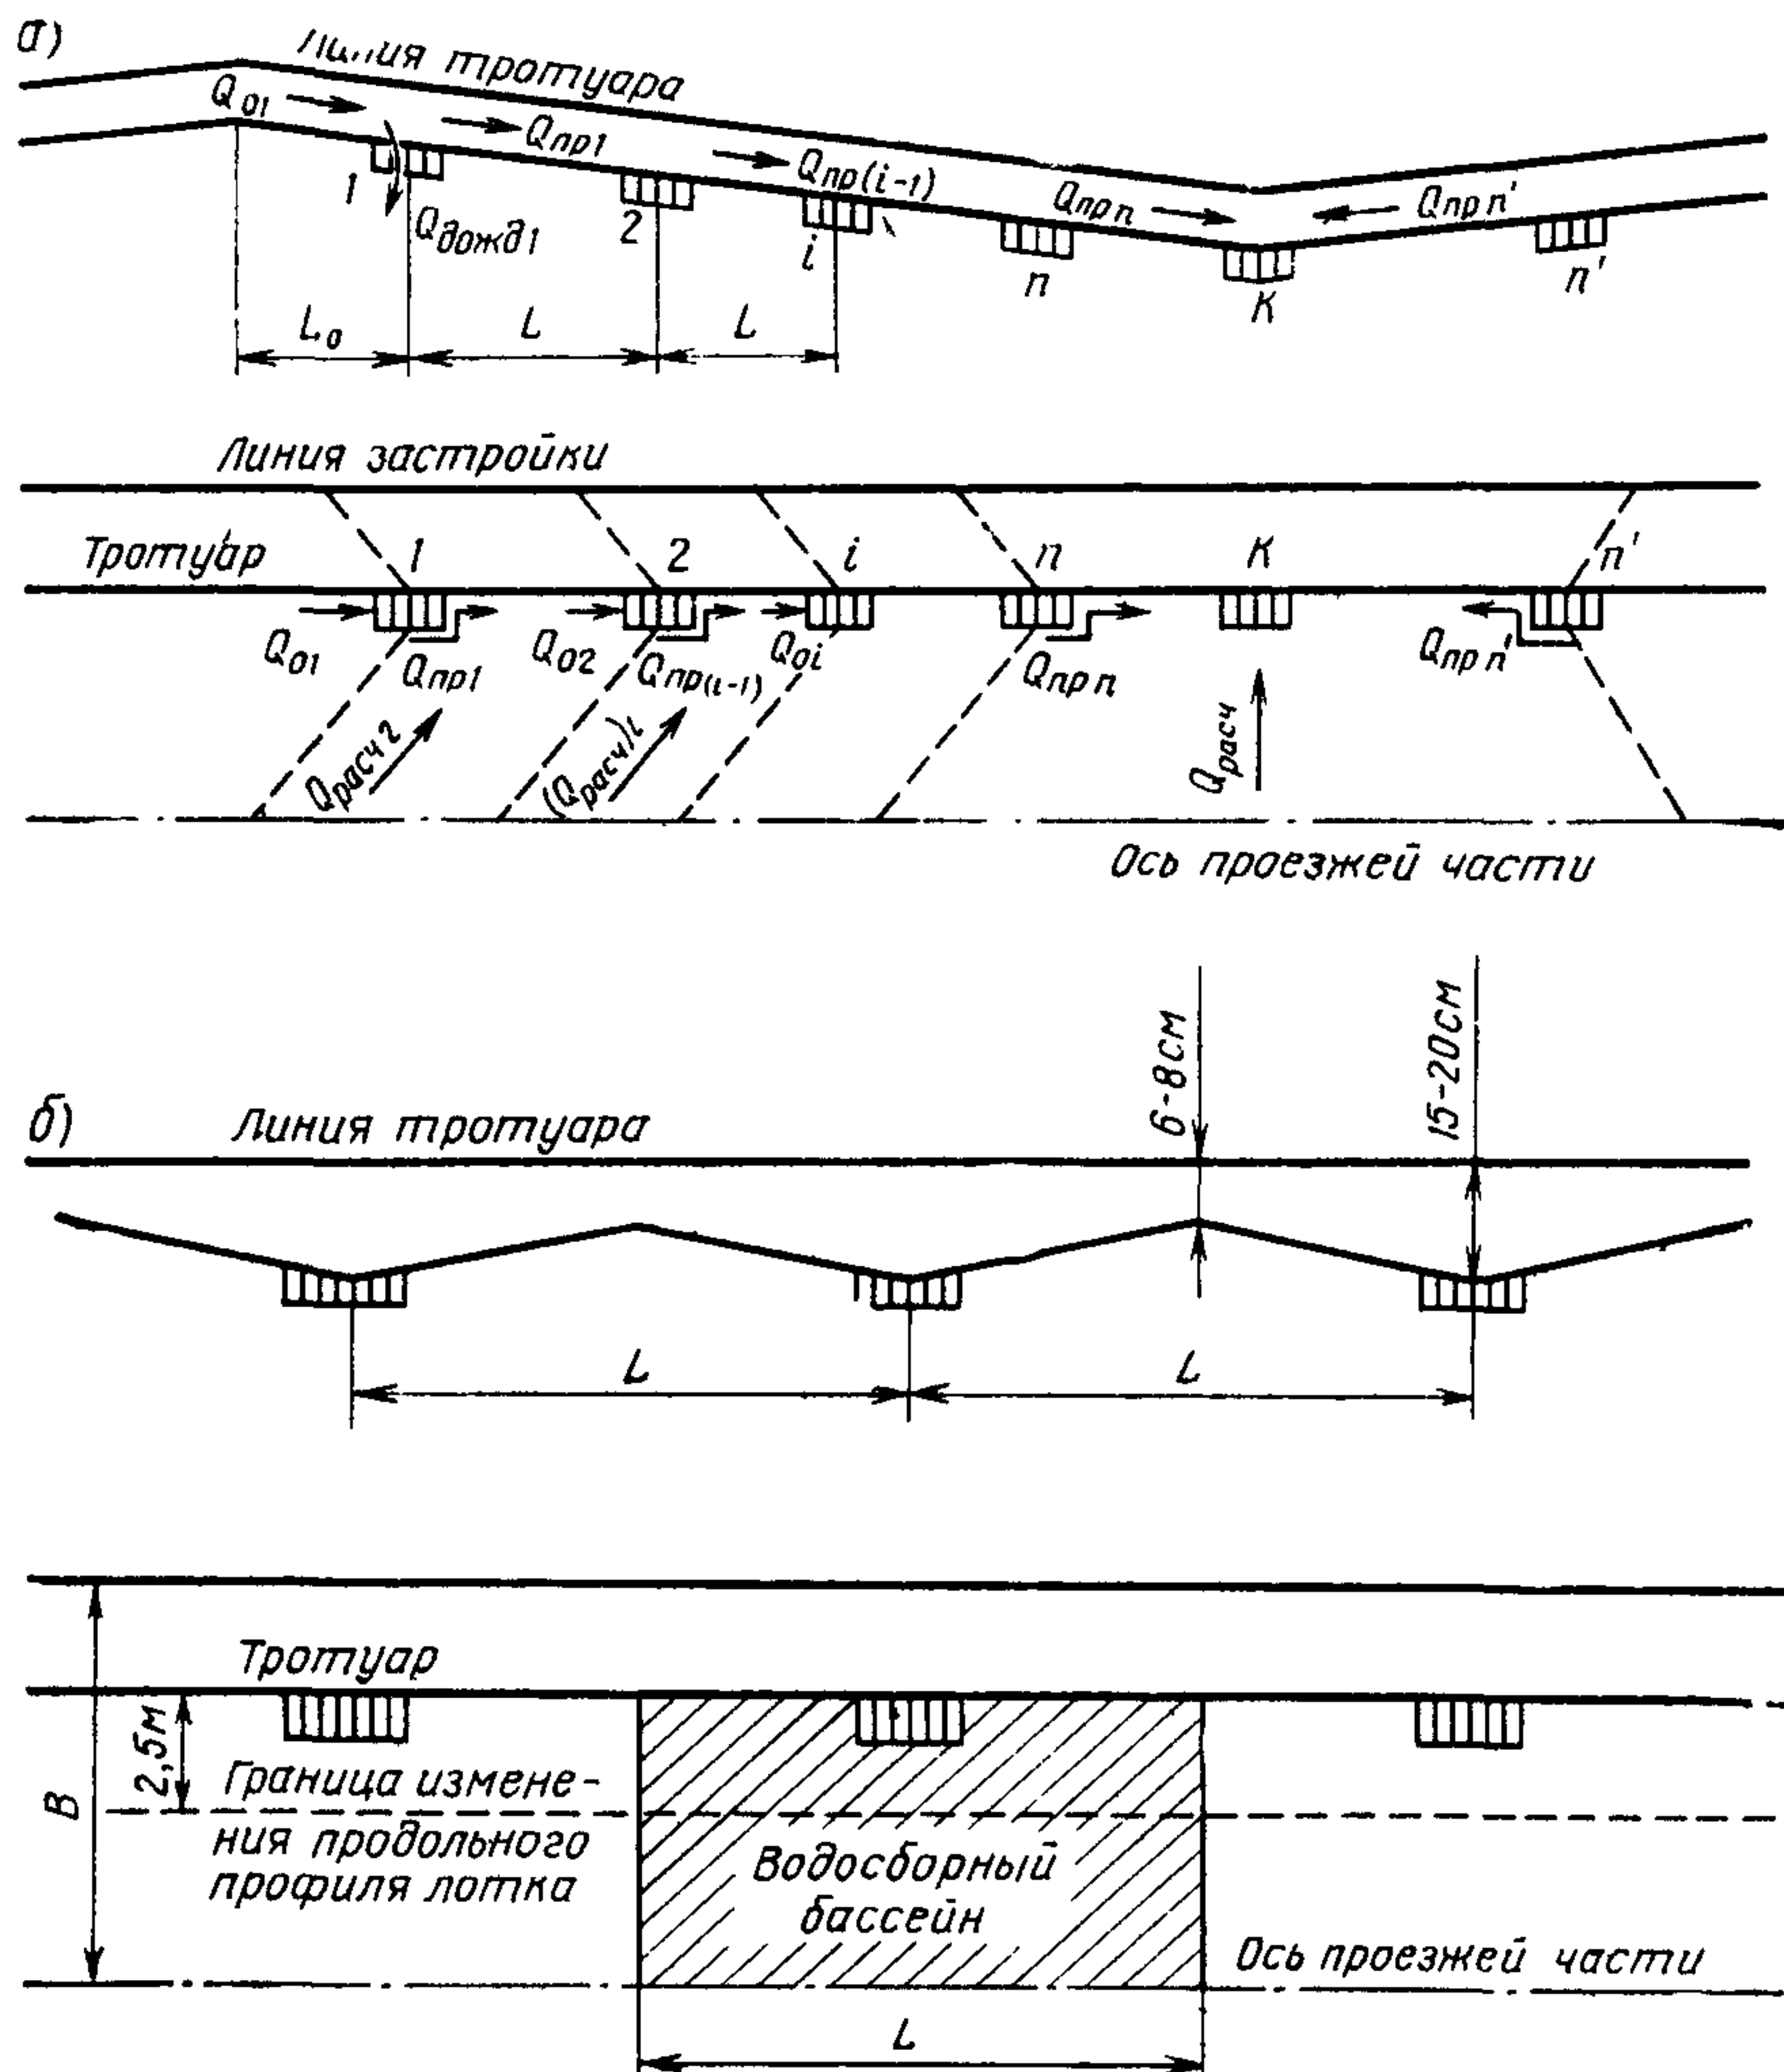 а)
Линия тротуара
Q01
Qпр1
Qпр(i-1)
Qпр n
Qпр n'
1
Qдожд1
2
i
n
К
n'
L0
L
L
Линия застройки
Тротуар
1
2
i
n
К
n'
Q01
Qпр1
Q02
Qпр(i-1)
Q0i
Qпр n
Qпр n'
Qрасч 2
(Qрасч)i
Qрасч
Ось проезжей части
6-8см
15-20см
б)
Линия тротуара
L
L
Тротуар
2,5м
В
Граница измене-
ния продольного
профиля лотка
Водосборный
бассейн
Ось проезжей части
L